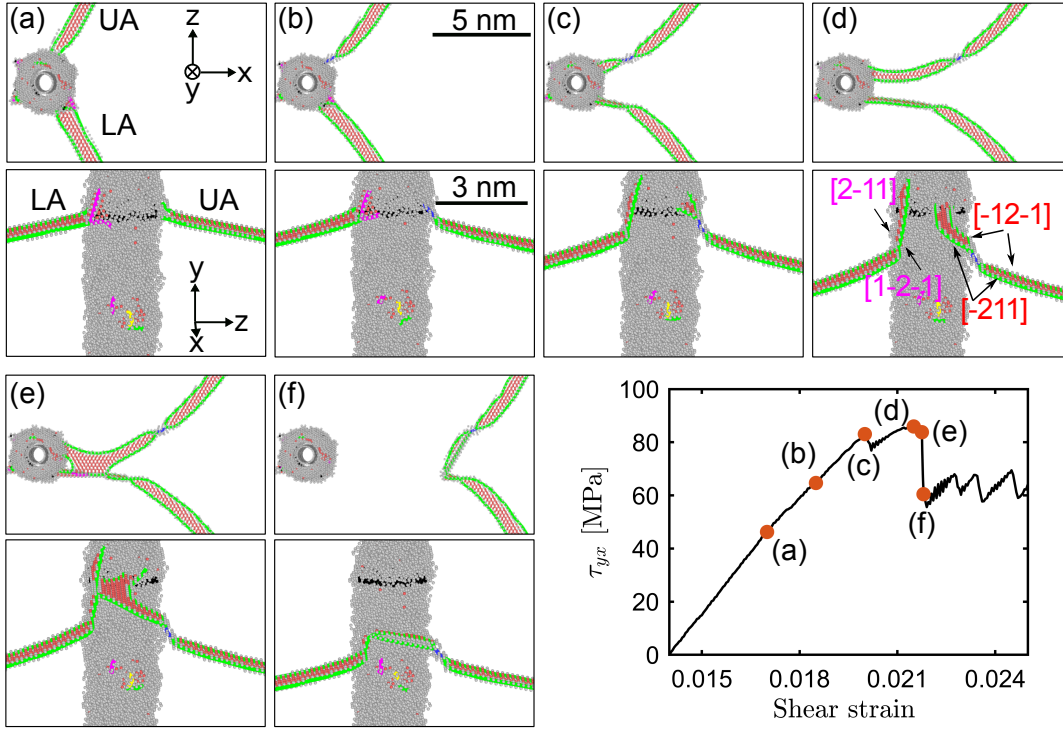 (a)
UA
z
x
y
LA
(b)
5 nm
(c)
(d)
LA
UA
y
z
x
3 nm
[2-11]
[-12-1]
[1-2-1]
[-211]
(e)
(f)
100
80
60
40
20
0
τyx [MPa]
(a)
(b)
(c)
(d)
(e)
(f)
0.015
0.018
0.021
0.024
Shear strain